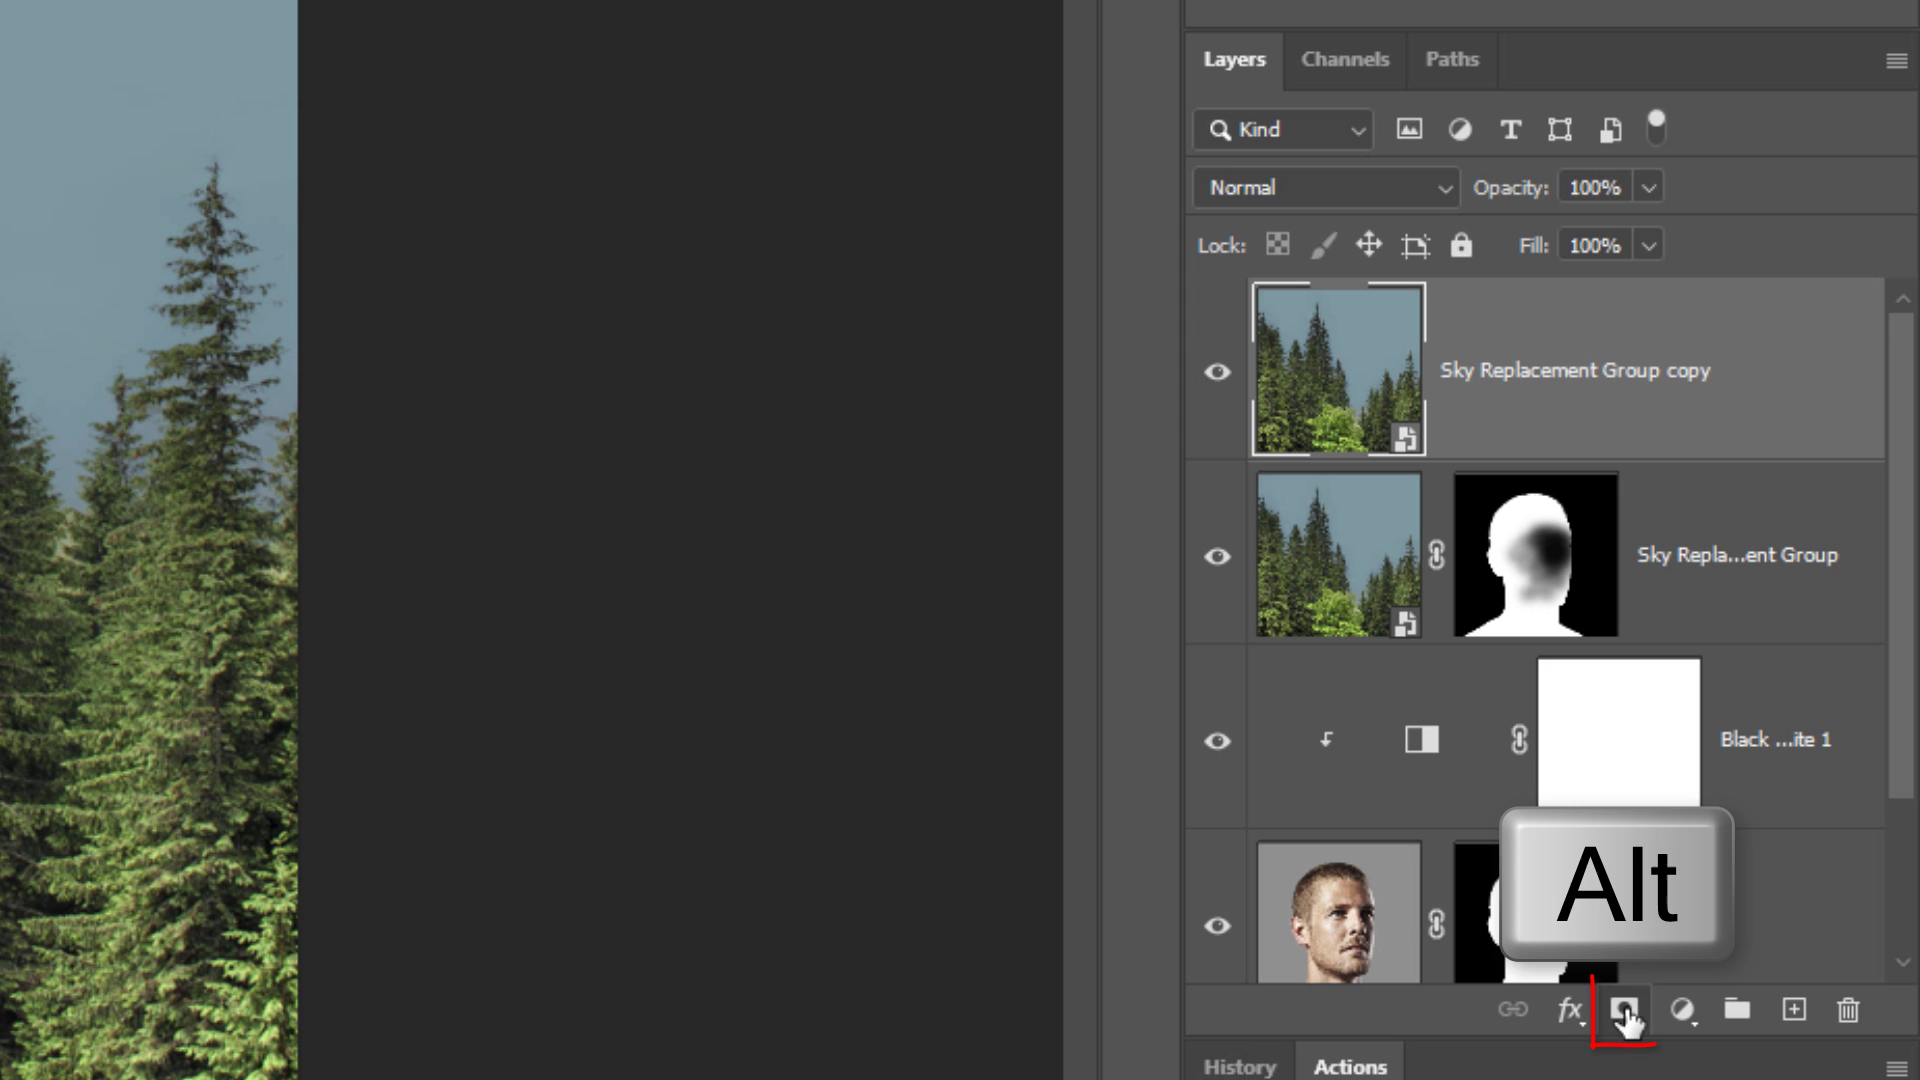 Layers Channels Paths
Kind
Normal Opacity: 100%
Lock: Fill: 100%
Sky Replacement Group copy
Sky Repla...ent Group
Black ...ite 1
Alt
fx
History Actions